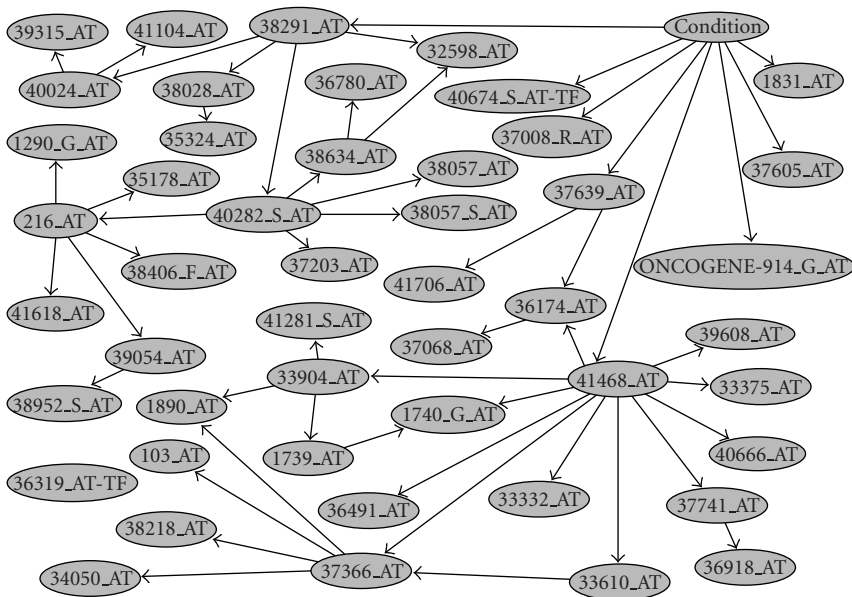 39315_AT
41104_AT
38291_AT
Condition
32598_AT
40024_AT
38028_AT
36780_AT
40674_S_AT-TF
1831_AT
1290_G_AT
35324_AT
37008_R_AT
38634_AT
35178_AT
38057_AT
37605_AT
37639_AT
216_AT
40282_S_AT
38057_S_AT
38406_F_AT
37203_AT
ONCOGENE-914_G_AT
41706_AT
41618_AT
41281_S_AT
36174_AT
39054_AT
37068_AT
39608_AT
33904_AT
41468_AT
33375_AT
38952_S_AT
1890_AT
1740_G_AT
103_AT
1739_AT
40666_AT
36319_AT-TF
36491_AT
33332_AT
37741_AT
38218_AT
34050_AT
37366_AT
33610_AT
36918_AT